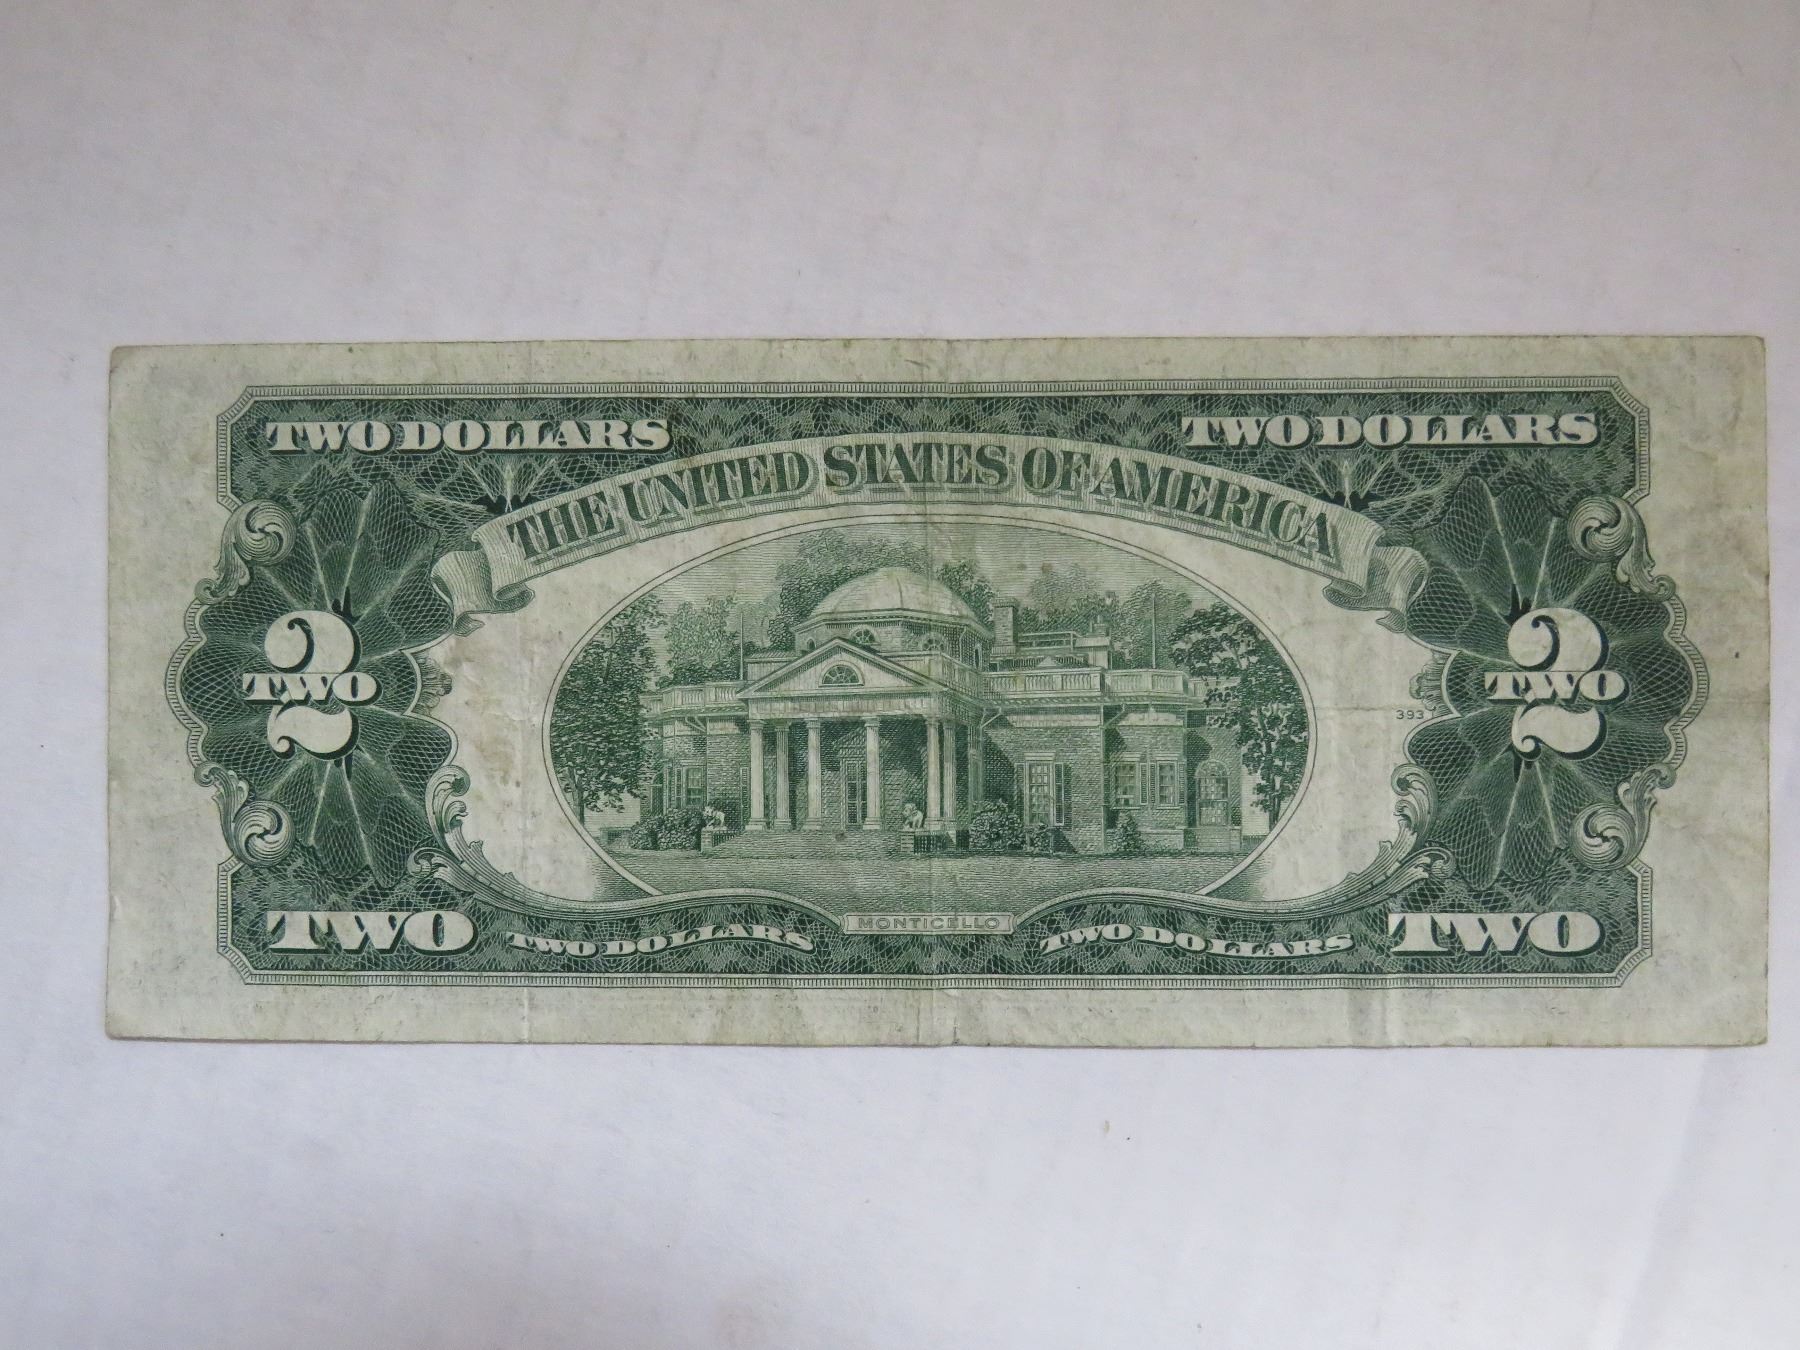 TWO DOLLARS
TWO DOLLARS
THE UNITED STATES OF AMERICA
2
TWO
2
TWO
393
TWO
TWO DOLLARS
MONTICELLO
TWO DOLLARS
TWO